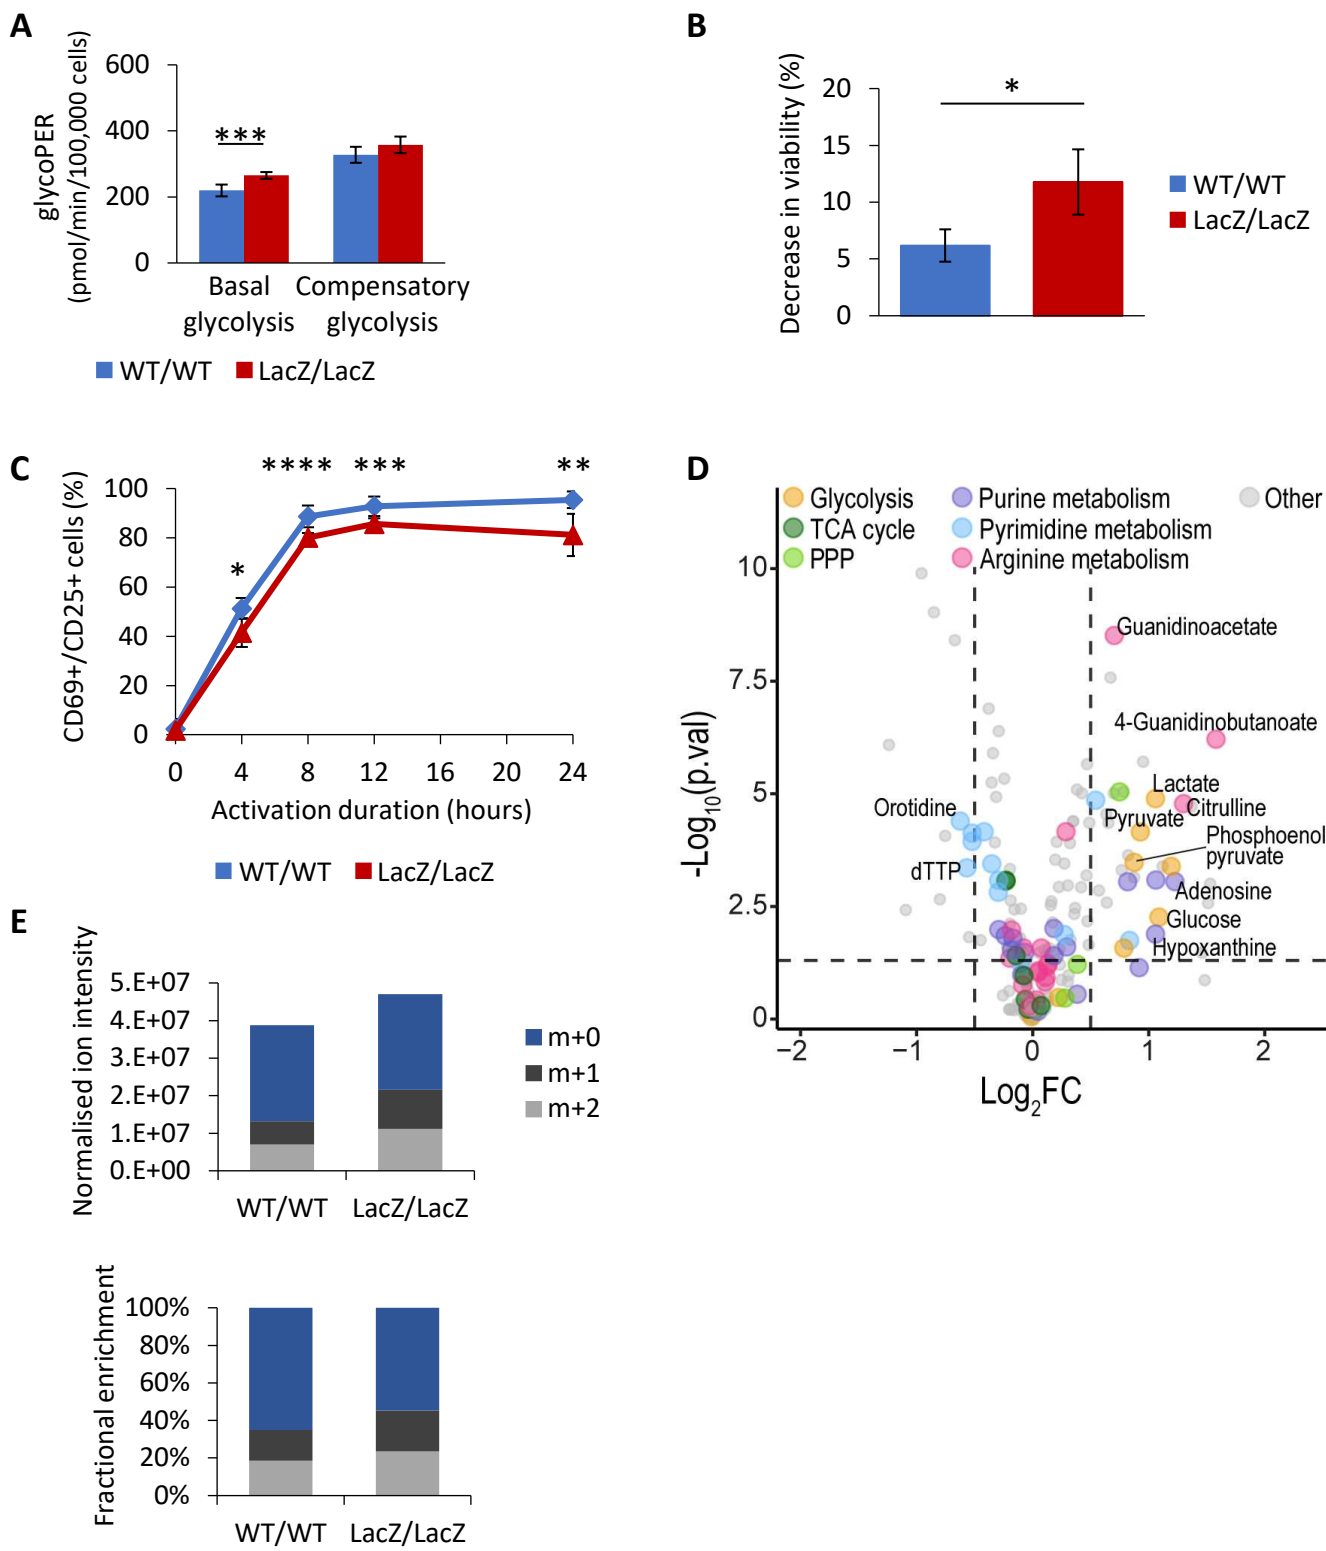 A
glycoPER
(pmol/min/100,000 cells)
600
400
200
0
***
Basal
glycolysis
Compensatory
glycolysis
WT/WT
LacZ/LacZ
B
Decrease in viability (%)
20
15
10
5
0
*
WT/WT
LacZ/LacZ
C
CD69+/CD25+ cells (%)
100
80
60
40
20
0
*
****
***
**
0 4 8 12 16 20 24
Activation duration (hours)
WT/WT
LacZ/LacZ
D
Glycolysis
TCA cycle
PPP
Purine metabolism
Pyrimidine metabolism
Arginine metabolism
Other
-Log10(p.val)
10
7.5
5
2.5
0
Guanidinoacetate
4-Guanidinobutanoate
Lactate
Citrulline
Orotidine
Pyruvate
Phosphoenol
pyruvate
dTTP
Adenosine
Glucose
Hypoxanthine
−2 −1 0 1 2
Log2FC
E
Normalised ion intensity
5.E+07
4.E+07
3.E+07
2.E+07
1.E+07
0.E+00
WT/WT LacZ/LacZ
m+0
m+1
m+2
Fractional enrichment
100%
80%
60%
40%
20%
0%
WT/WT LacZ/LacZ